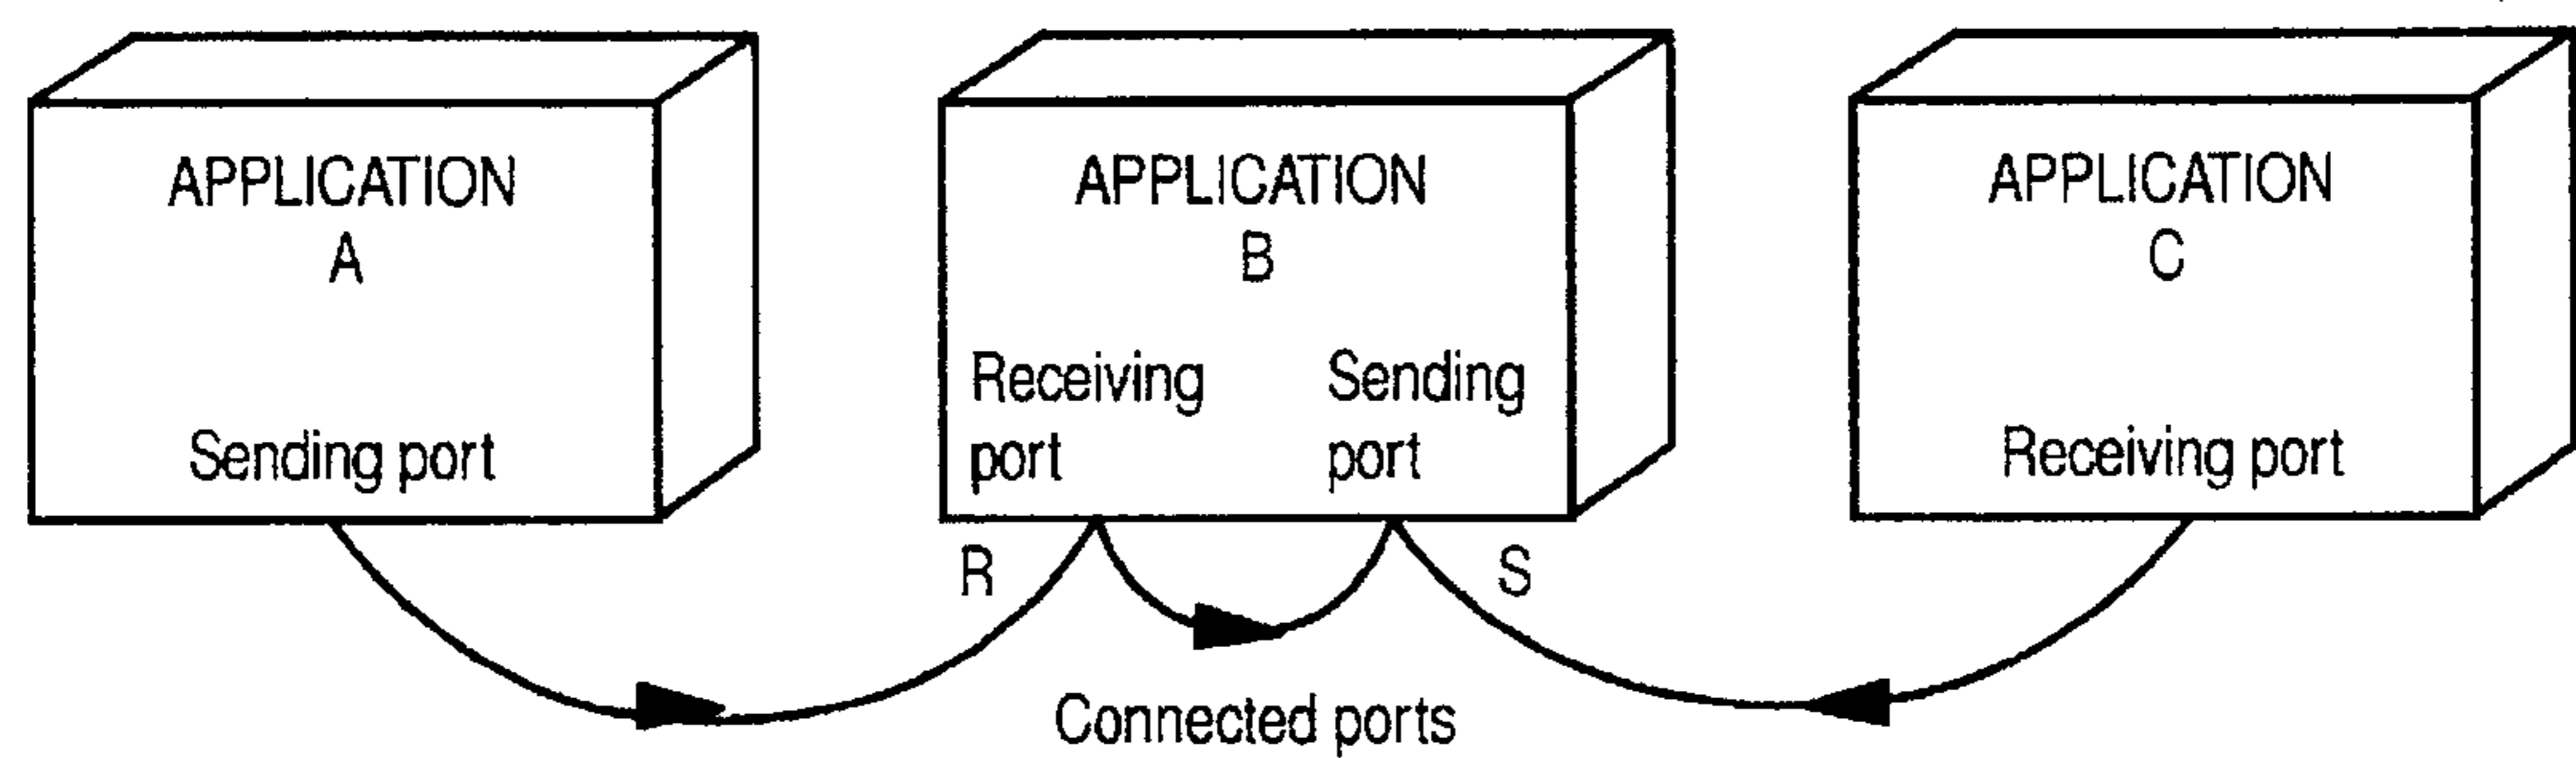 APPLICATION
A
Sending port
APPLICATION
B
Receiving
port
Sending
port
APPLICATION
C
Receiving port
R
S
Connected ports